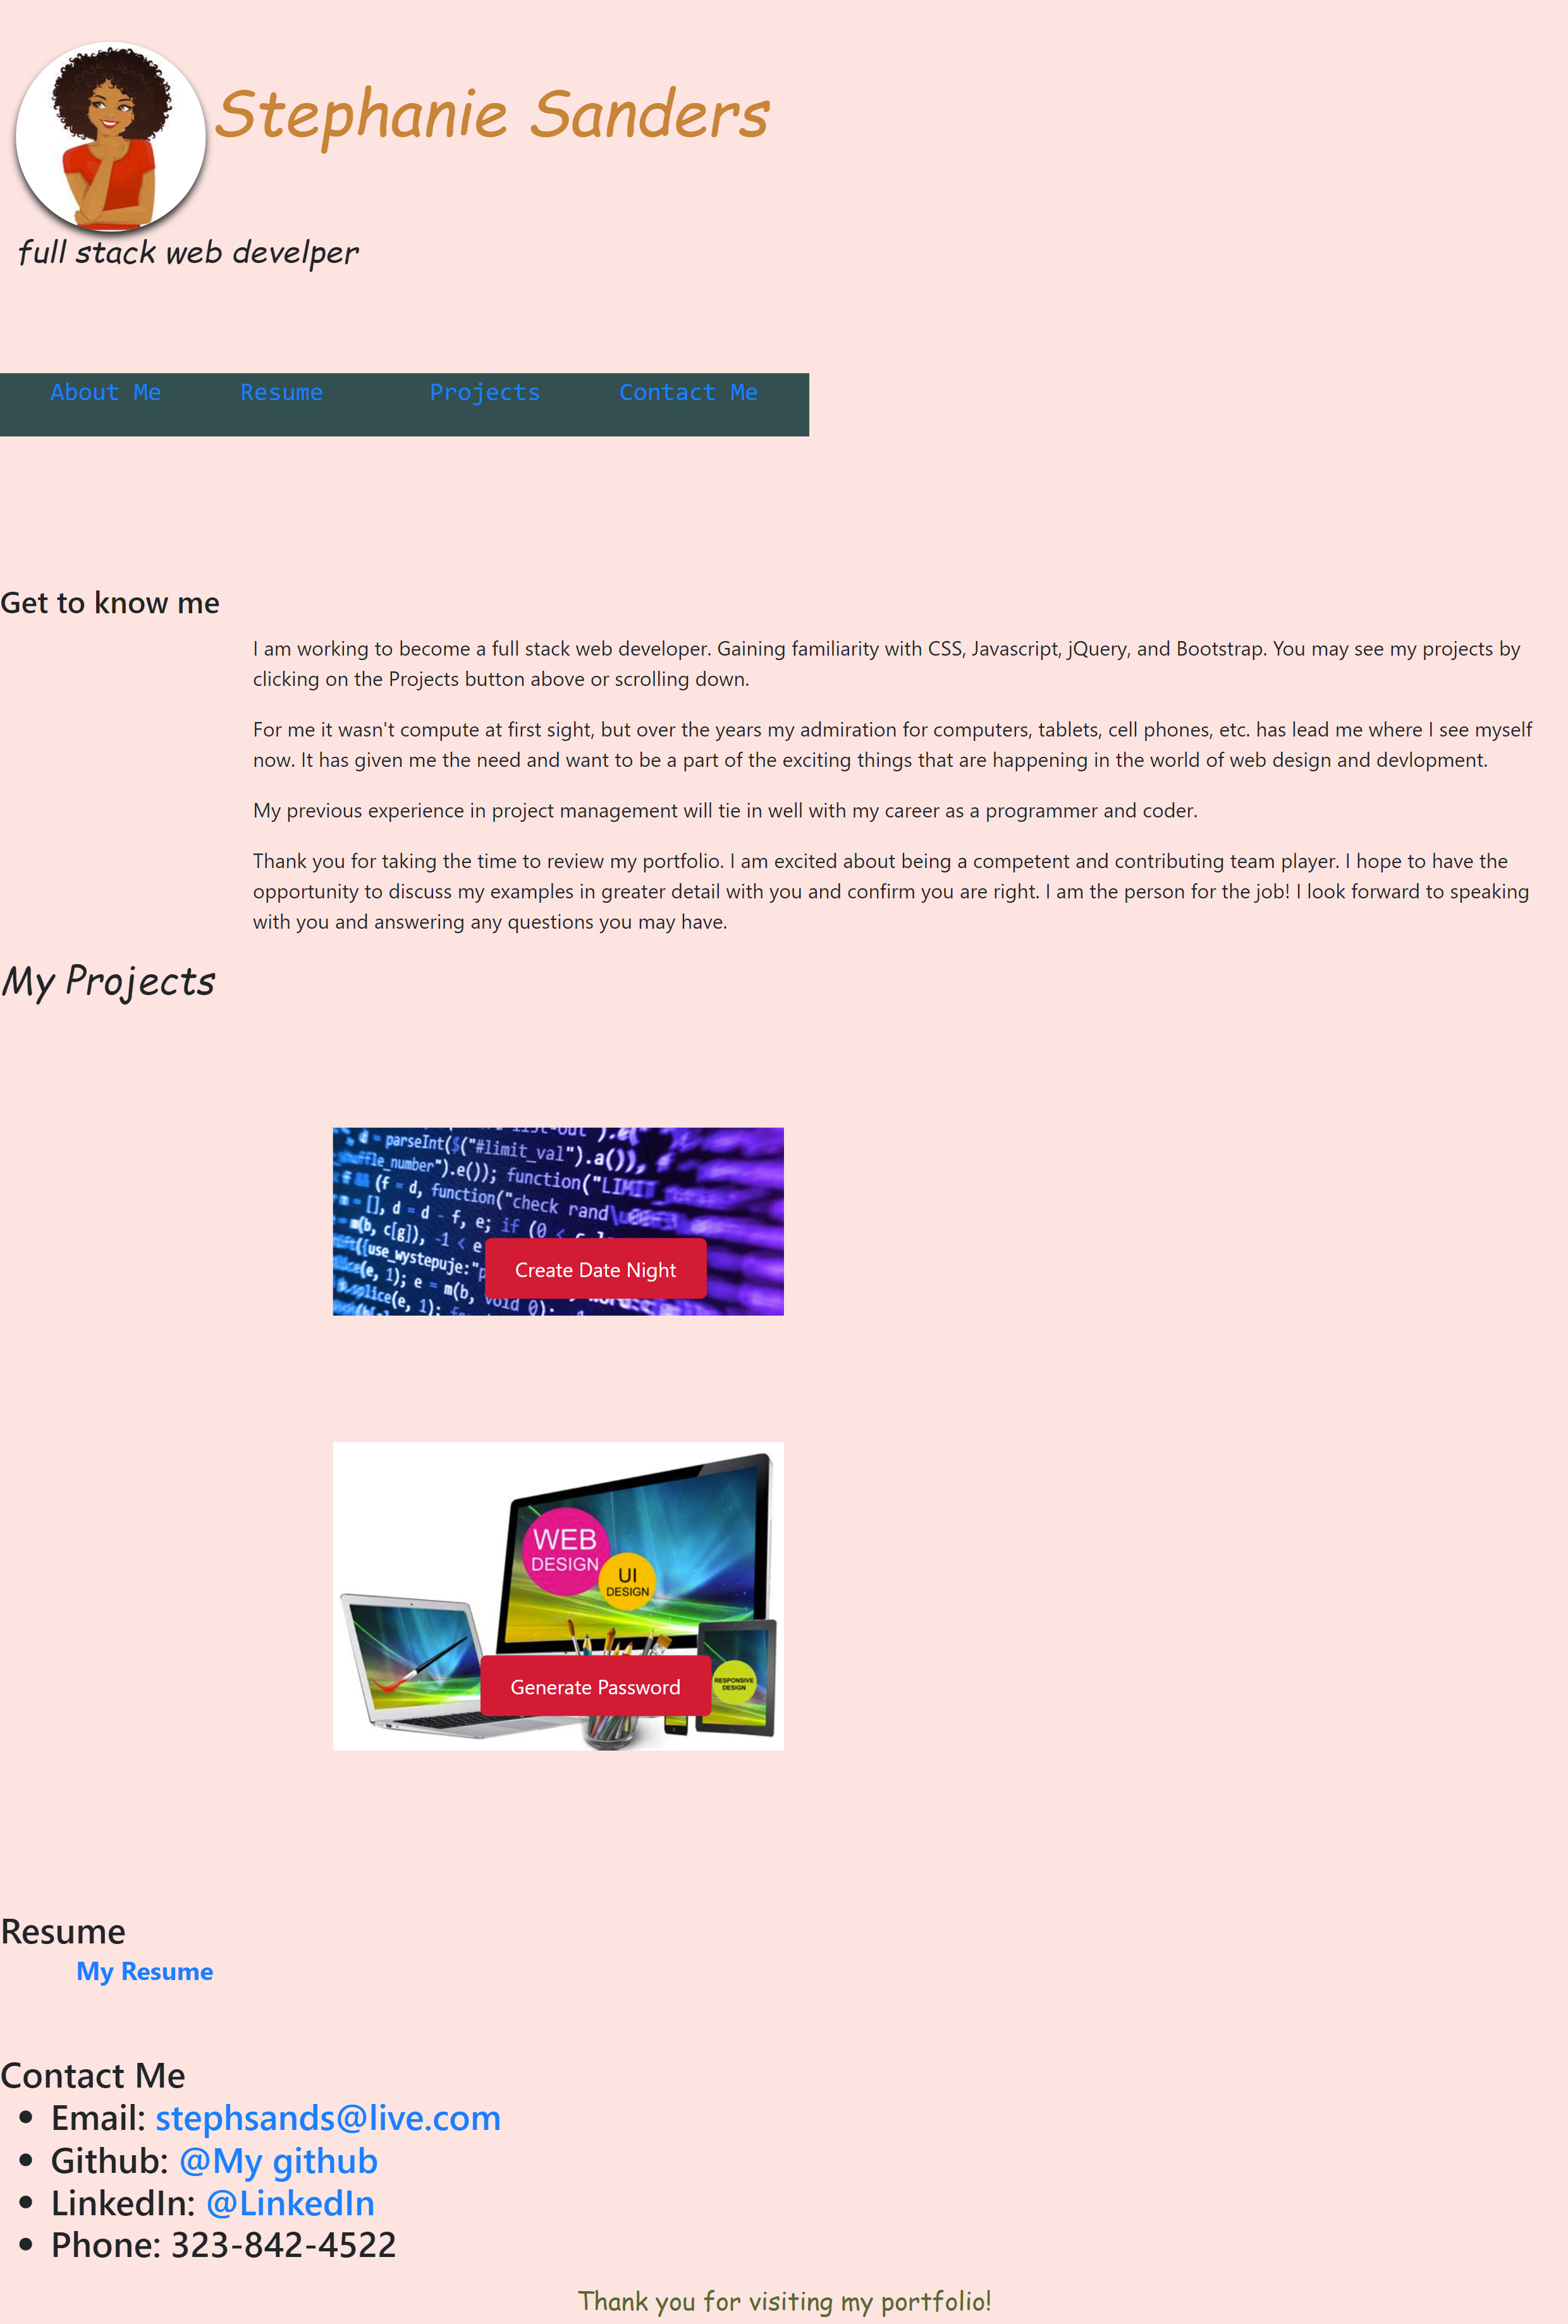 Stephanie Sanders
full stack web develper
About Me Resume Projects Contact Me
Get to know me
I am working to become a full stack web developer. Gaining familiarity with CSS, Javascript, jQuery, and Bootstrap. You may see my projects by
clicking on the Projects button above or scrolling down.
For me it wasn't compute at first sight, but over the years my admiration for computers, tablets, cell phones, etc. has lead me where I see myself
now. It has given me the need and want to be a part of the exciting things that are happening in the world of web design and devlopment.
My previous experience in project management will tie in well with my career as a programmer and coder.
Thank you for taking the time to review my portfolio. I am excited about being a competent and contributing team player. I hope to have the
opportunity to discuss my examples in greater detail with you and confirm you are right. I am the person for the job! I look forward to speaking
with you and answering any questions you may have.
My Projects
d = parseInt($("#limit_val").a()),
shuffle_number").e()); function("LIMIT
(f = d, function("check rand
= [], d = d - f, e; if (0 <
m(b, c[g]), -1 < e
({use_wystepuje:"p
(e, 1); e = m(b, void 0);
splice(e, 1);
Create Date Night
WEB
DESIGN
UI
DESIGN
RESPONSIVE
DESIGN
Generate Password
Resume
My Resume
Contact Me
• Email: stephsands@live.com
• Github: @My github
• LinkedIn: @LinkedIn
• Phone: 323-842-4522
Thank you for visiting my portfolio!